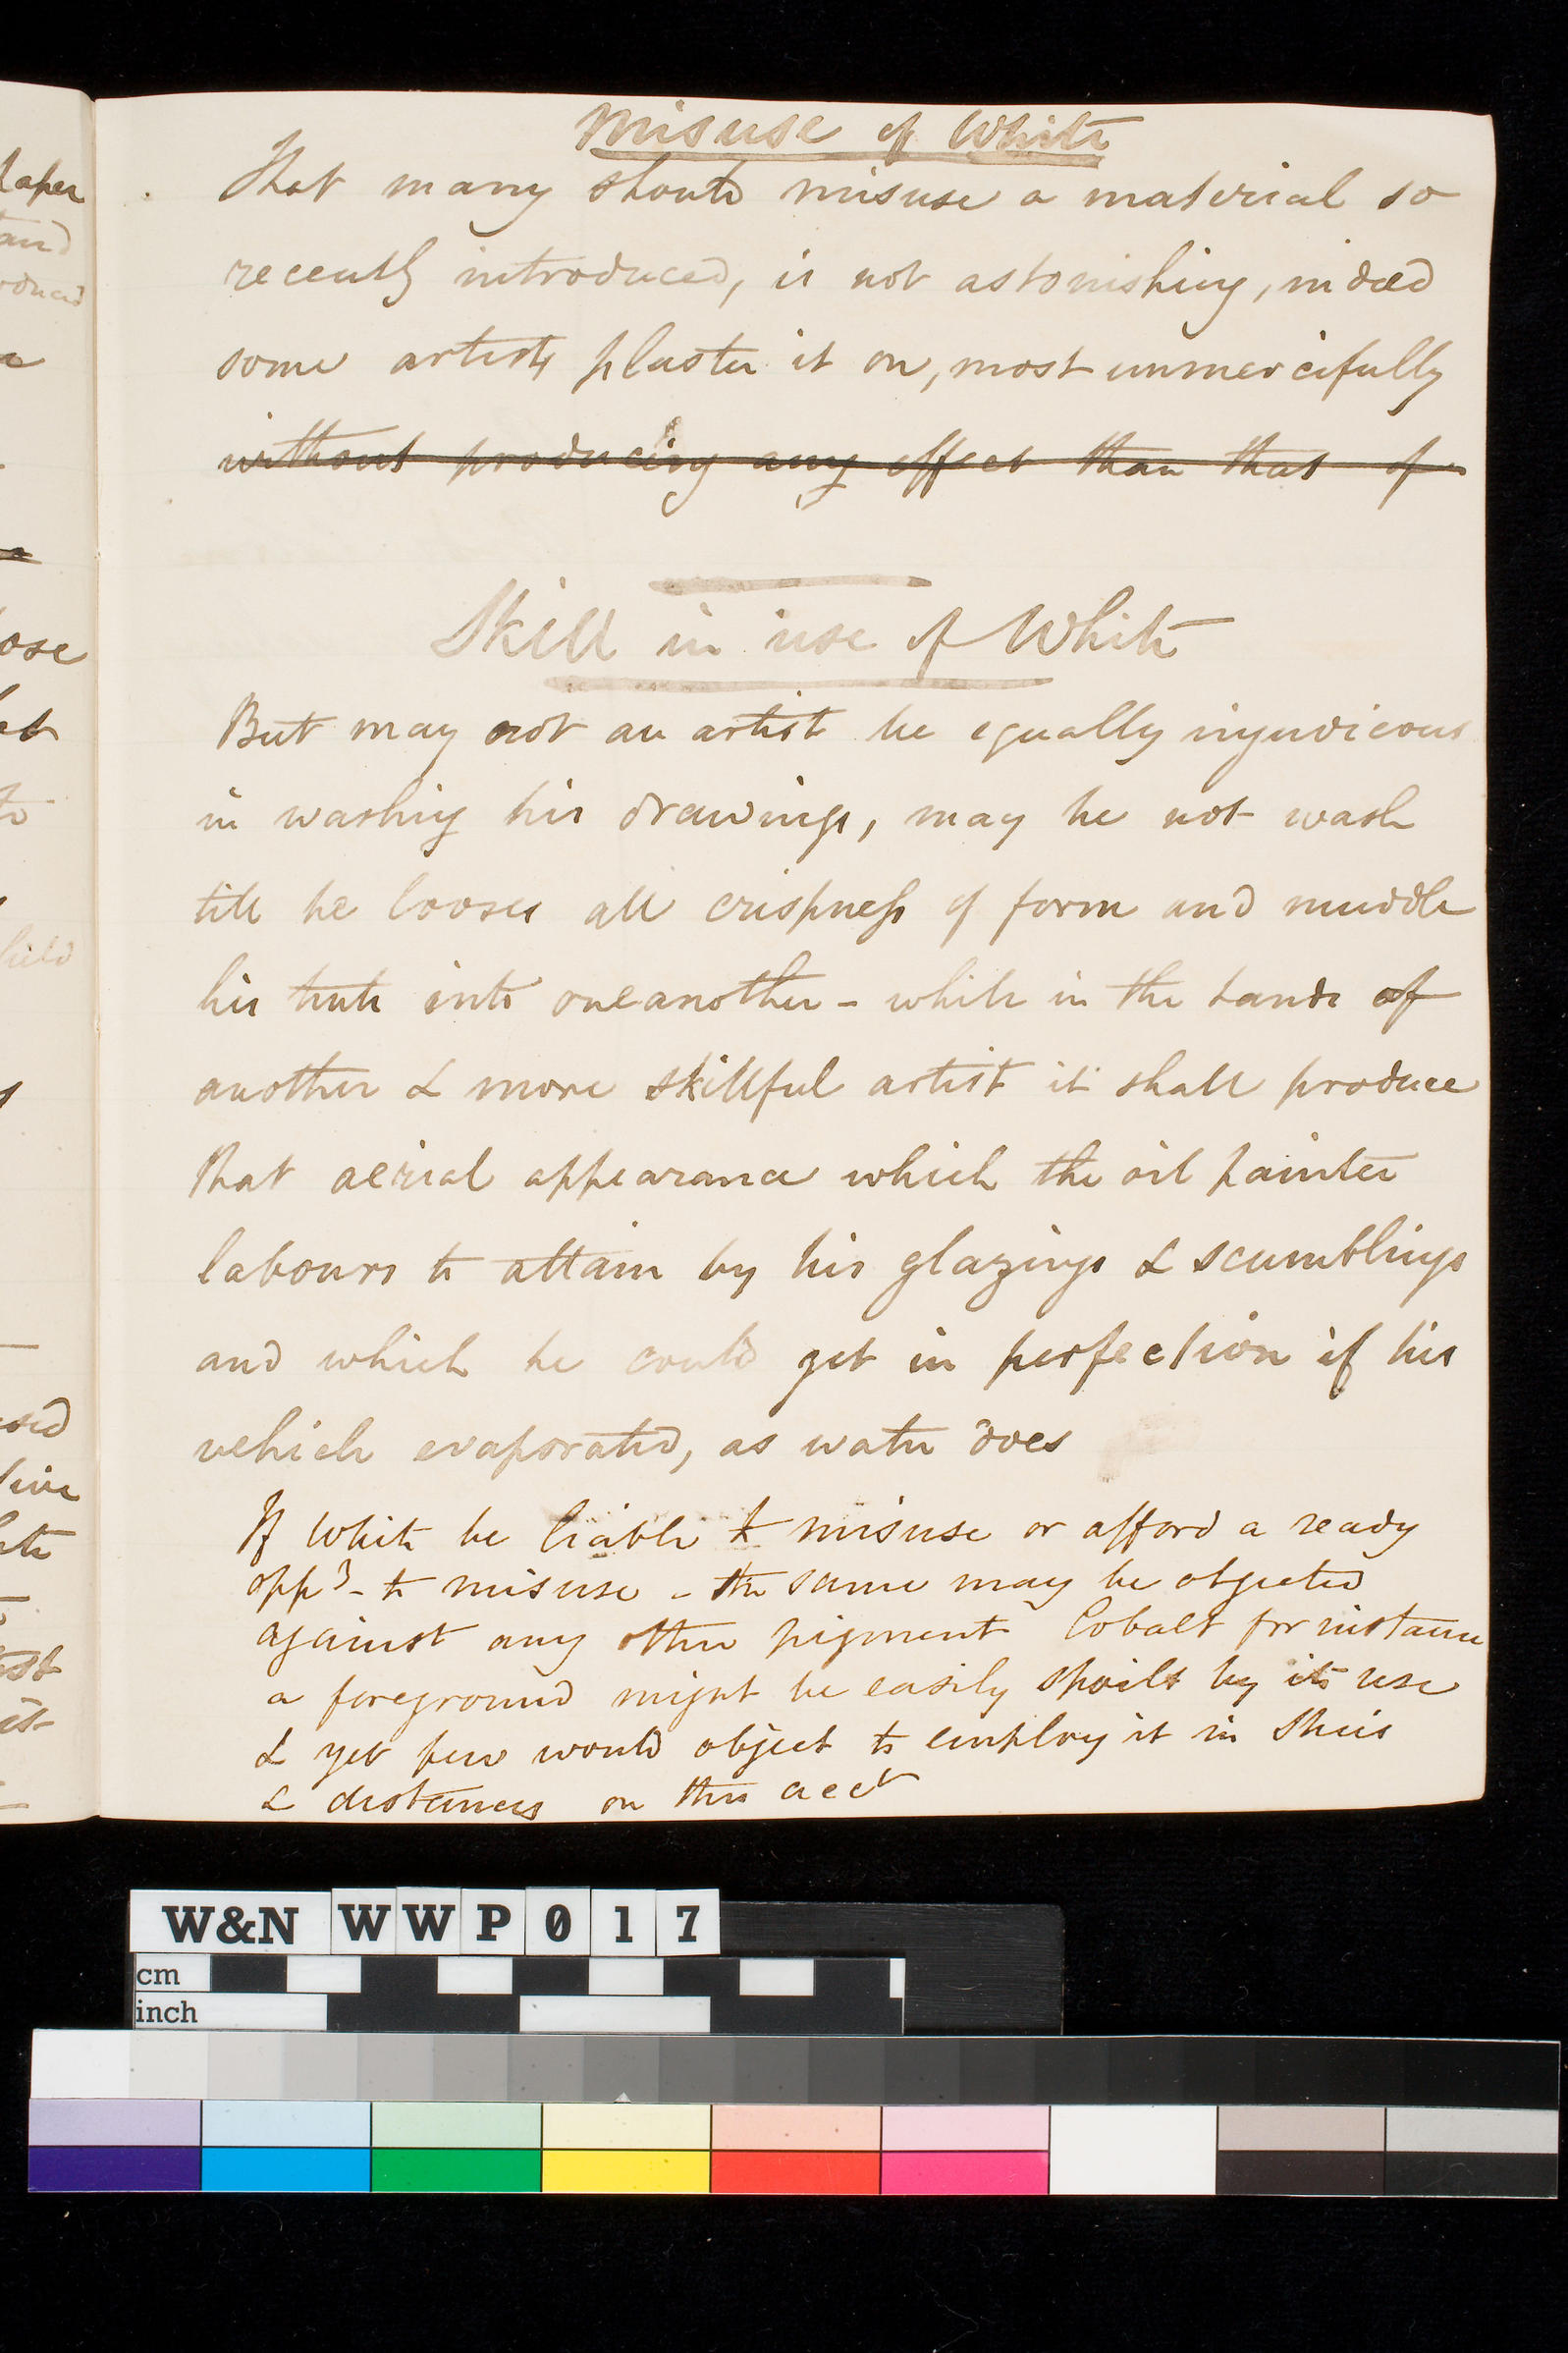 Misuse of White
That many should misuse a material so
recently introduced, is not astonishing, indeed
some artists plaster it on, most unmercifully
without producing any effect than that of
Skill in use of White
But may not an artist be equally injudicious
in washing his drawings, may he not wash
till he looses all crispness of form and muddle
his tints into one another - while in the hands of
another & more skillful artist it shall produce
that aerial appearance which the oil painter
labours to attain by his glazings & scumblings
and which he could get in perfection if his
vehicle evaporated, as water does
If White be liable to misuse or afford a ready
oppy - to misuse - the same may be objected
against any other pigment Cobalt for instance
a foreground might be easily spoilt by its use
& yet few would object to employ it in Skies
& distances on this acct
paper
and
oduced
ose
to
field
W&N WWP017
cm
inch